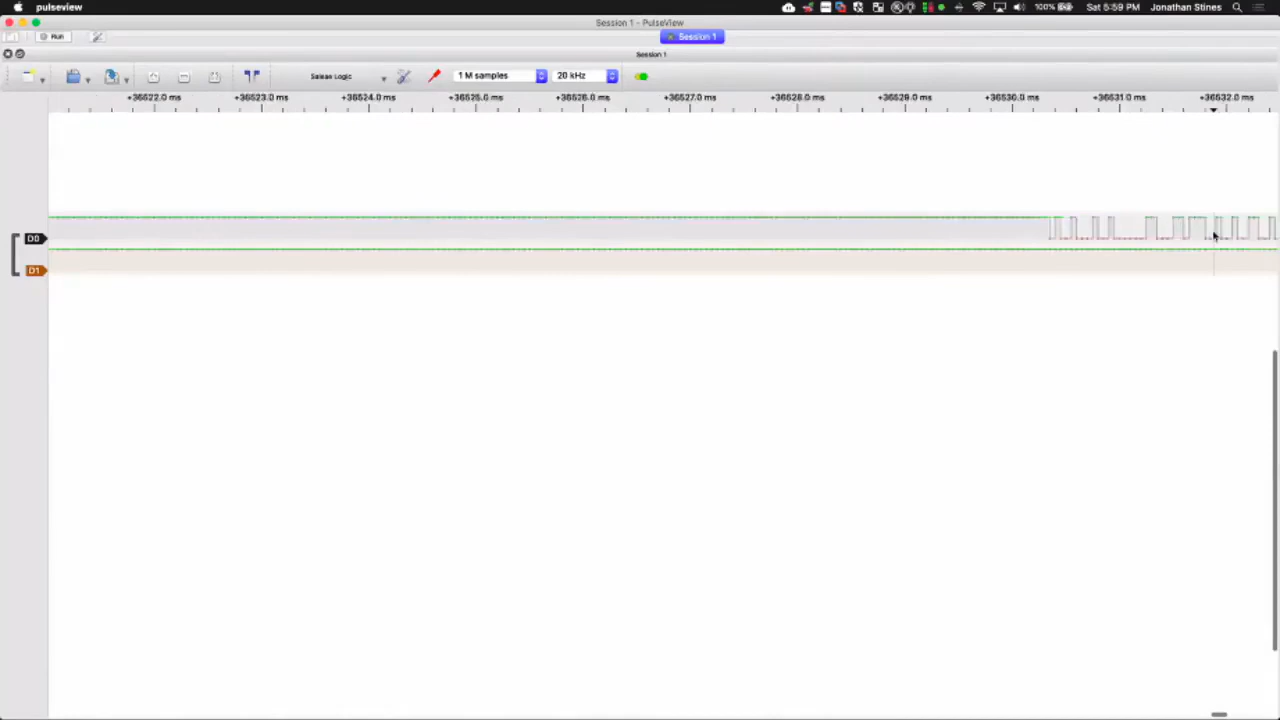 pulseview
100%
Sat 5:59 PM
Jonathan Stines
Session 1 - PulseView
Run
Session 1
Session 1
Saleae Logic
1 M samples
20 kHz
+36522.0 ms
+36523.0 ms
+36524.0 ms
+36525.0 ms
+36526.0 ms
+36527.0 ms
+36528.0 ms
+36529.0 ms
+36530.0 ms
+36531.0 ms
+36532.0 ms
D0
D1